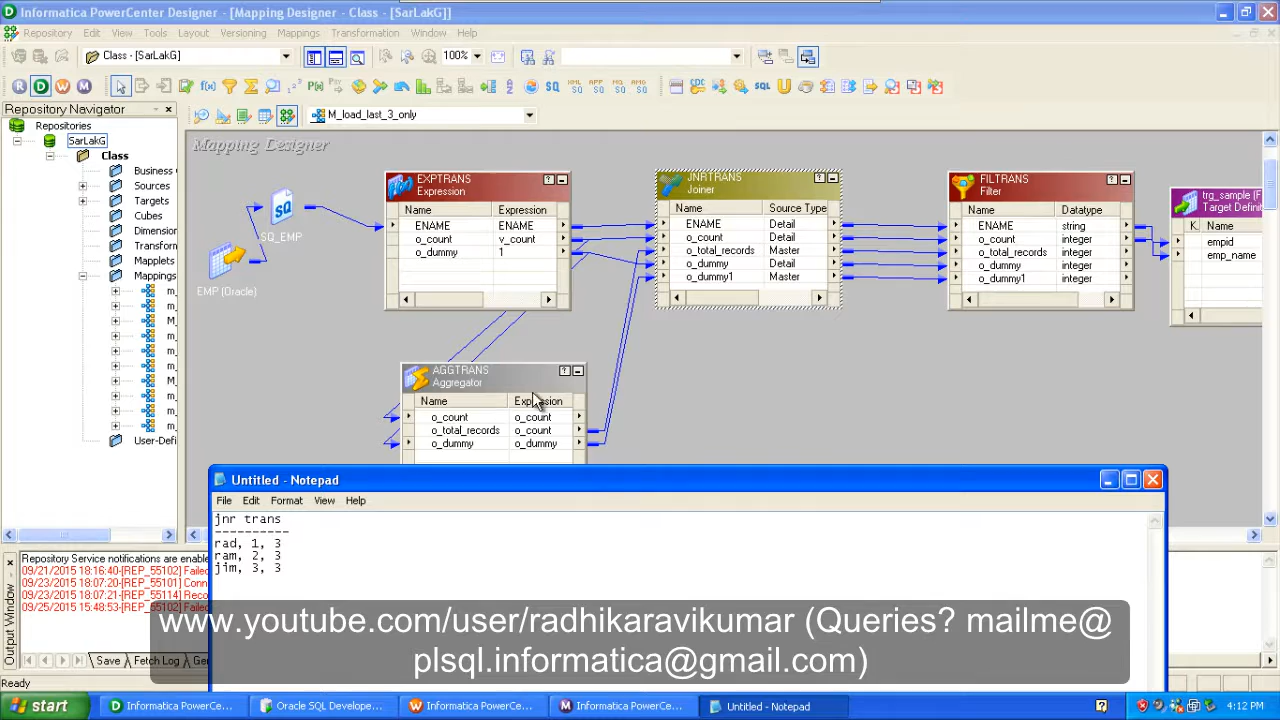 Informatica PowerCenter Designer - [Mapping Designer - Class - [SarLakG]]
Repository Edit View Tools Layout Versioning Mappings Transformation Window Help
Class - [SarLakG]
100%
M_load_last_3_only
Repository Navigator
Repositories
SarLakG
Class
Business
Sources
Targets
Cubes
Dimension
Transform
Mapplets
Mappings
User-Defi
Mapping Designer
EMP (Oracle)
SQ_EMP
EXPTRANS
Expression
Name Expression
ENAME ENAME
o_count v_count
o_dummy 1
JNRTRANS
Joiner
Name Source Type
ENAME Detail
o_count Detail
o_total_records Master
o_dummy Detail
o_dummy1 Master
FILTRANS
Filter
Name Datatype
ENAME string
o_count integer
o_total_records integer
o_dummy integer
o_dummy1 integer
trg_sample (F
Target Definit
K. Name
empid
emp_name
AGGTRANS
Aggregator
Name Expression
o_count o_count
o_total_records o_count
o_dummy o_dummy
Untitled - Notepad
File Edit Format View Help
jnr trans
----------
rad, 1, 3
ram, 2, 3
jim, 3, 3
Output Window
Repository Service notifications are enable
09/21/2015 18:16:40-[REP_55102] Failed
09/23/2015 18:07:20-[REP_55101] Conn
09/23/2015 18:07:21-[REP_55114] Reco
09/25/2015 15:48:53-[REP_55102] Failed
Save Fetch Log Ger
www.youtube.com/user/radhikaravikumar (Queries? mailme@
plsql.informatica@gmail.com)
Ready
start Informatica PowerCe... Oracle SQL Develope... Informatica PowerCe... Informatica PowerCe... Untitled - Notepad 4:12 PM